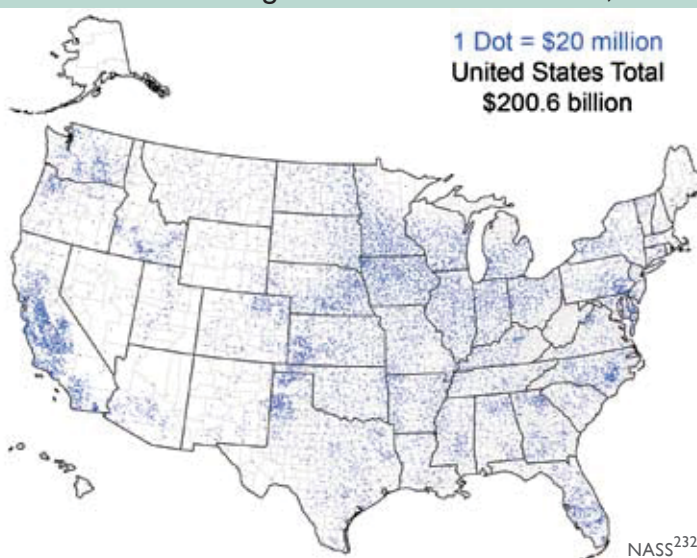 1 Dot = $20 million
United States Total
$200.6 billion
NASS232